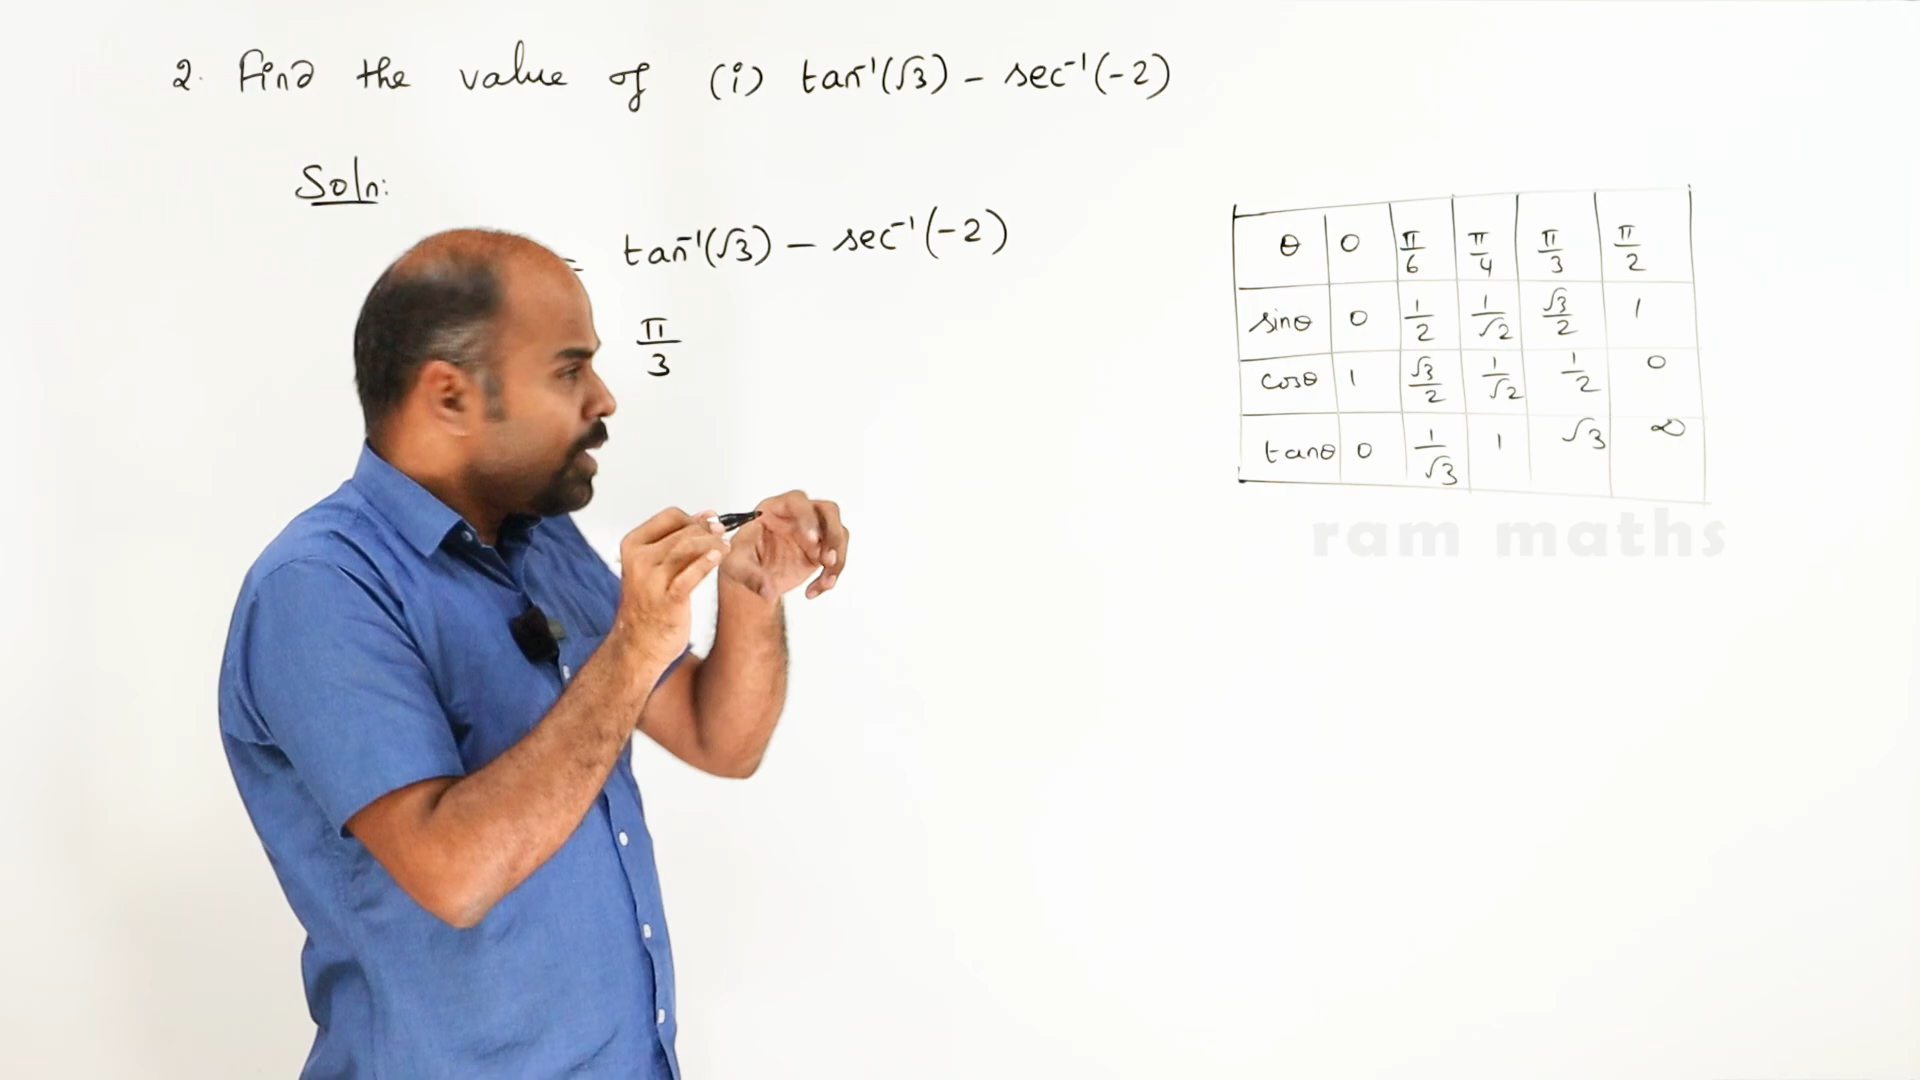 2. Find the value of (i) tan⁻¹(√3) - sec⁻¹(-2)
Soln:
= tan⁻¹(√3) - sec⁻¹(-2)
π/3
θ 0 π/6 π/4 π/3 π/2
sinθ 0 1/2 1/√2 √3/2 1
cosθ 1 √3/2 1/√2 1/2 0
tanθ 0 1/√3 1 √3 ∞
ram maths